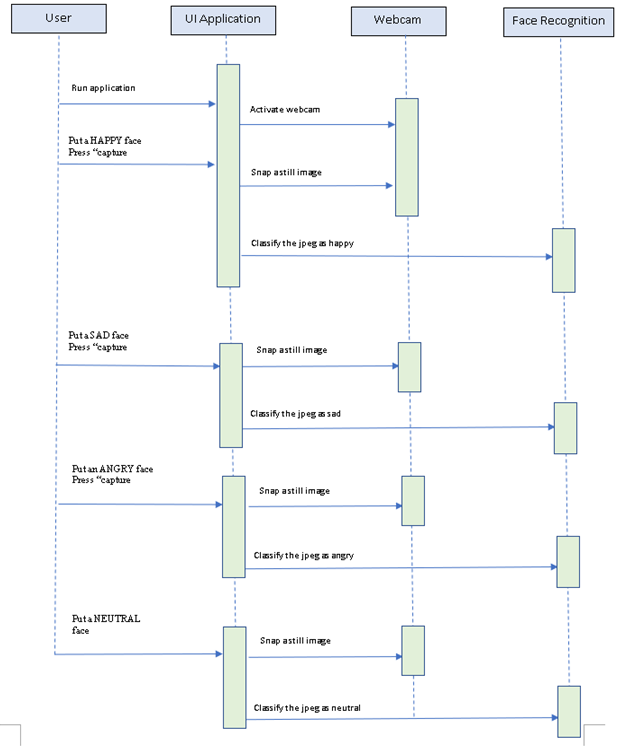 User
UI Application
Webcam
Face Recognition
Run application
Activate webcam
Put a HAPPY face
Press “capture
Snap a still image
Classify the jpeg as happy
Put a SAD face
Press “capture
Snap a still image
Classify the jpeg as sad
Put an ANGRY face
Press “capture
Snap a still image
Classify the jpeg as angry
Put a NEUTRAL
face
Snap a still image
Classify the jpeg as neutral